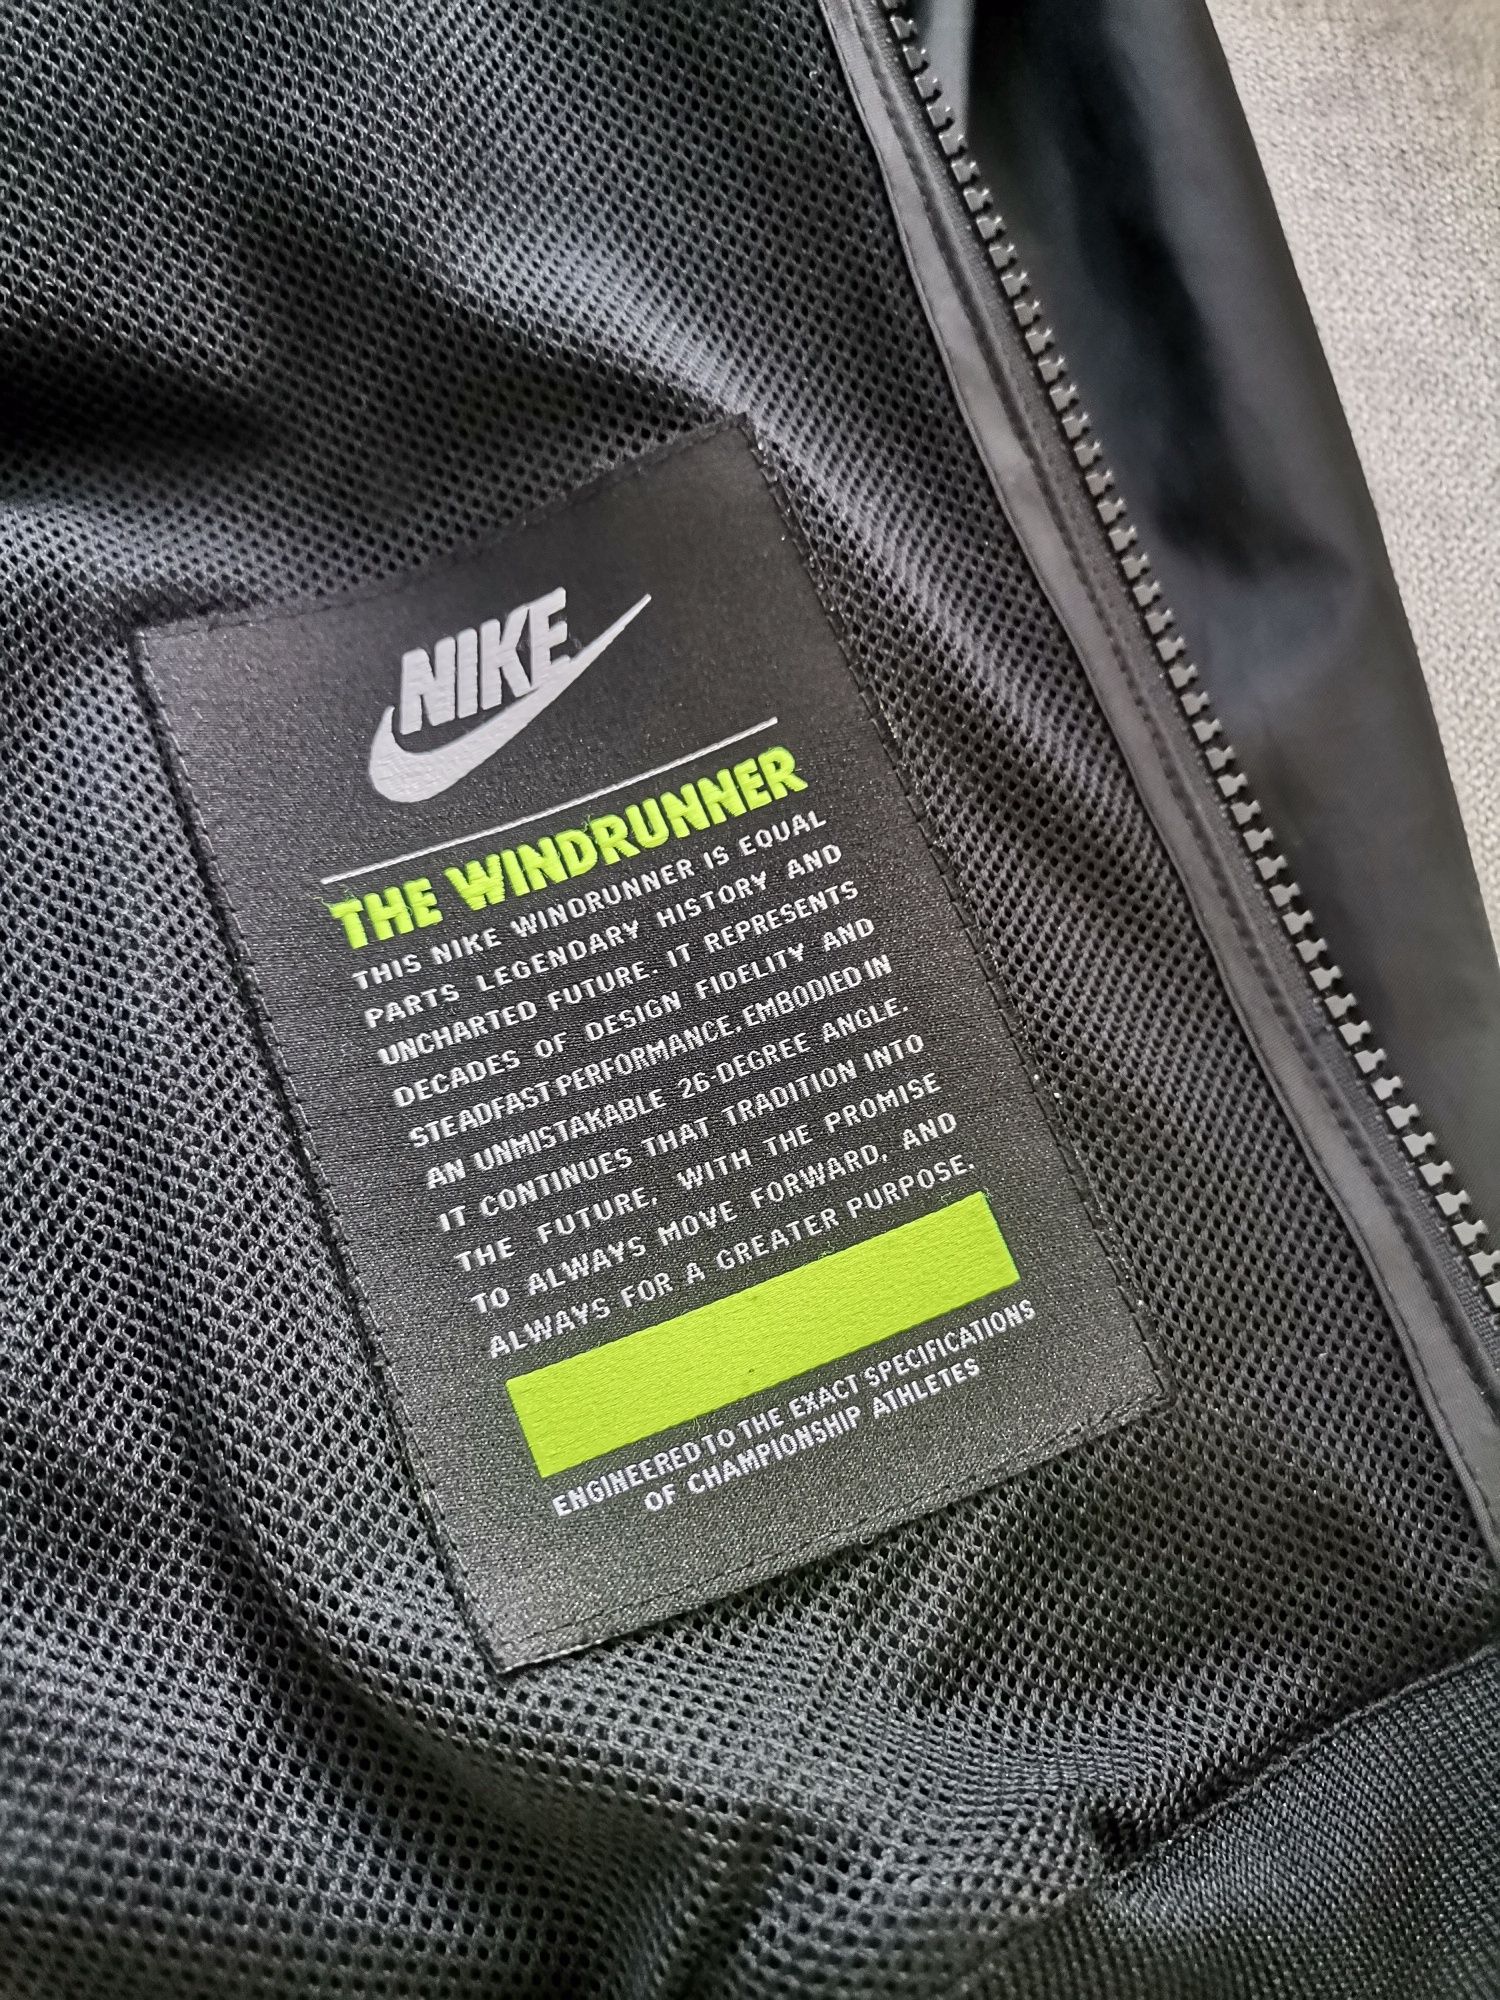 NIKE
THE WINDRUNNER
THIS NIKE WINDRUNNER IS EQUAL
PARTS LEGENDARY HISTORY AND
UNCHARTED FUTURE. IT REPRESENTS
DECADES OF DESIGN FIDELITY AND
STEADFAST PERFORMANCE, EMBODIED IN
AN UNMISTAKABLE 26-DEGREE ANGLE.
IT CONTINUES THAT TRADITION INTO
THE FUTURE, WITH THE PROMISE
TO ALWAYS MOVE FORWARD, AND
ALWAYS FOR A GREATER PURPOSE.
ENGINEERED TO THE EXACT SPECIFICATIONS
OF CHAMPIONSHIP ATHLETES